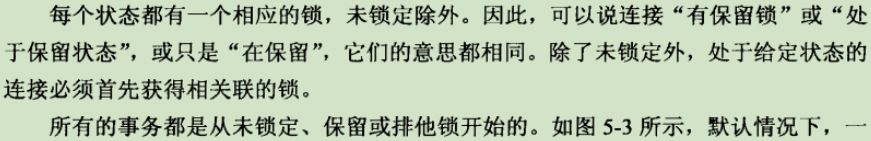 每个状态都有一个相应的锁，未锁定除外。因此，可以说连接“有保留锁”或“处
于保留状态”，或只是“在保留”，它们的意思都相同。除了未锁定外，处于给定状态的
连接必须首先获得相关联的锁。
所有的事务都是从未锁定、保留或排他锁开始的。如图 5-3 所示，默认情况下，一